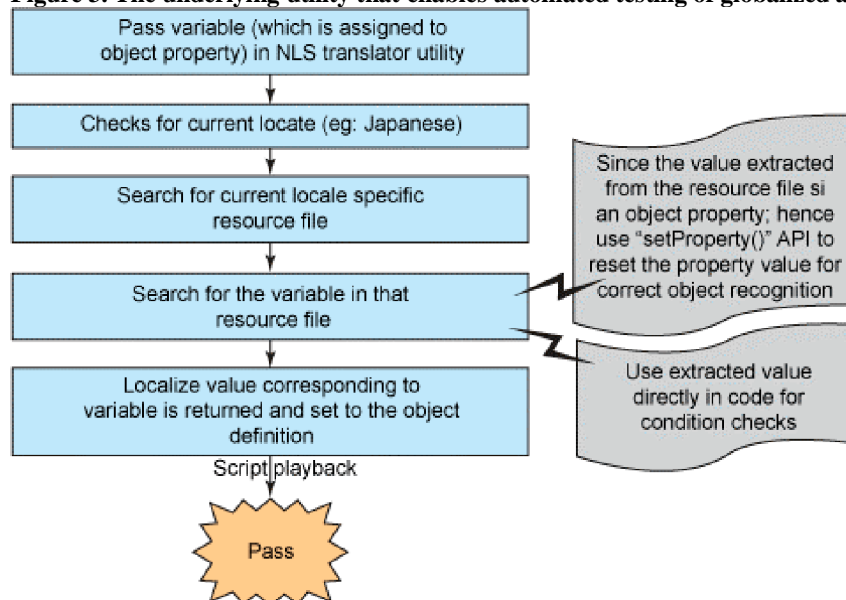 Figure 3. The underlying utility that enables automated testing of globalized a
Pass variable (which is assigned to
object property) in NLS translator utility
Checks for current locate (eg: Japanese)
Search for current locale specific
resource file
Search for the variable in that
resource file
Localize value corresponding to
variable is returned and set to the object
definition
Script playback
Pass
Since the value extracted
from the resource file si
an object property; hence
use “setProperty()” API to
reset the property value for
correct object recognition
Use extracted value
directly in code for
condition checks